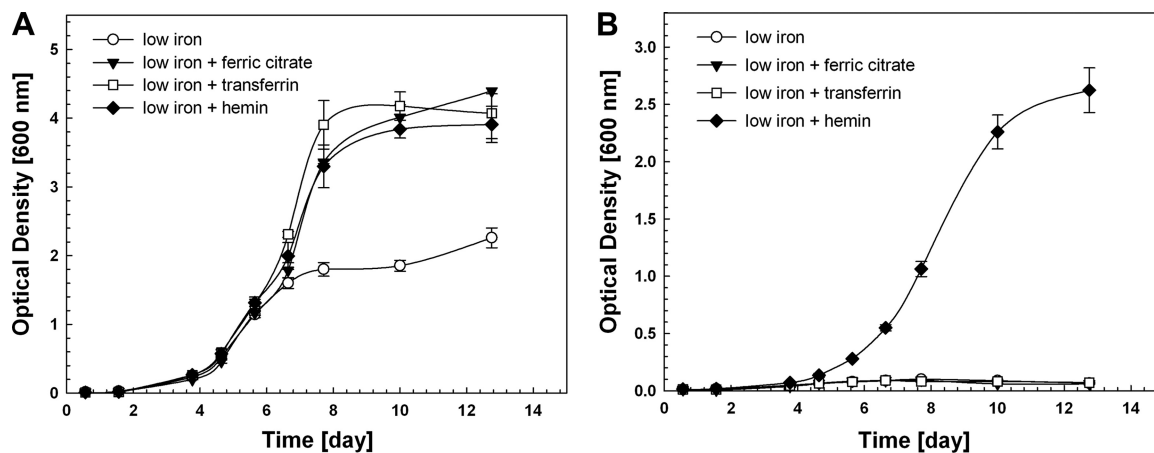 A
low iron
low iron + ferric citrate
low iron + transferrin
low iron + hemin
5
4
3
2
1
0
Optical Density [600 nm]
0 2 4 6 8 10 12 14
Time [day]
B
low iron
low iron + ferric citrate
low iron + transferrin
low iron + hemin
3.0
2.5
2.0
1.5
1.0
0.5
0.0
Optical Density [600 nm]
0 2 4 6 8 10 12 14
Time [day]